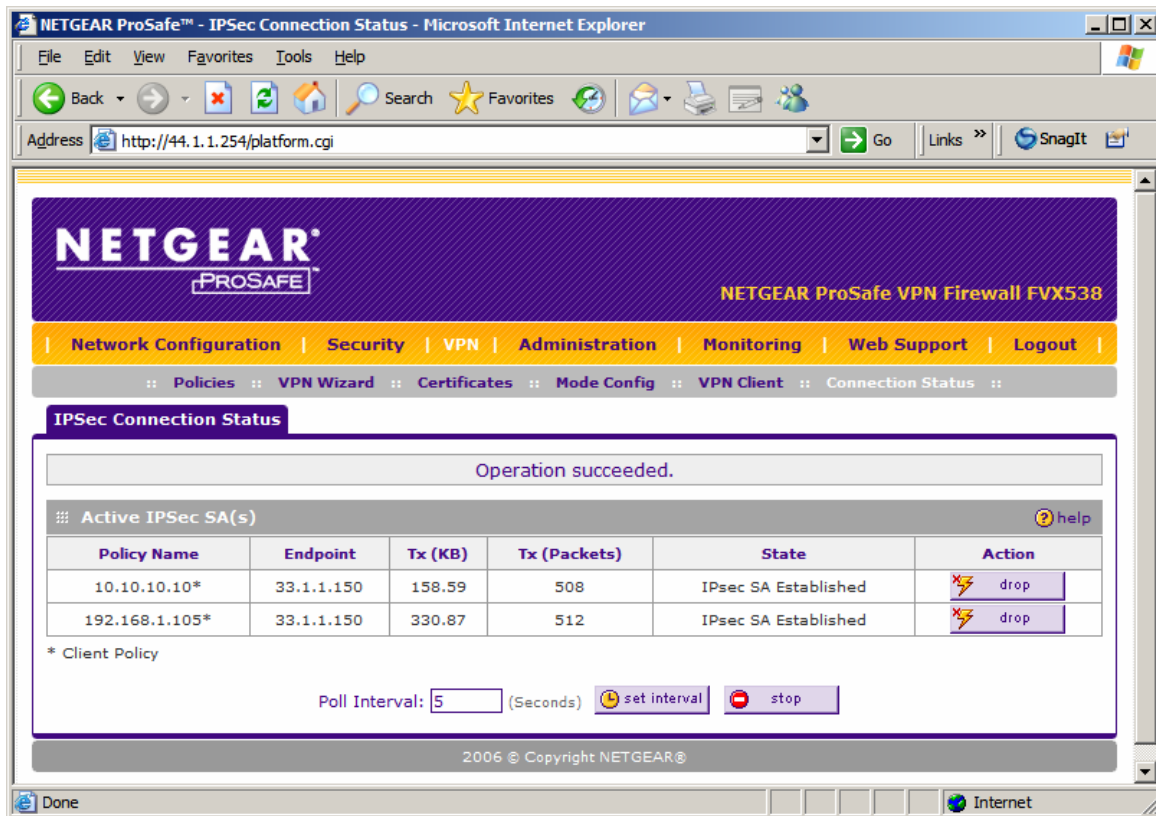 NETGEAR ProSafe™ - IPSec Connection Status - Microsoft Internet Explorer
File Edit View Favorites Tools Help
Back Search Favorites
Address http://44.1.1.254/platform.cgi Go Links » SnagIt
NETGEAR®
PROSAFE™
NETGEAR ProSafe VPN Firewall FVX538
| Network Configuration | Security | VPN | Administration | Monitoring | Web Support | Logout |
:: Policies :: VPN Wizard :: Certificates :: Mode Config :: VPN Client :: Connection Status ::
IPSec Connection Status
Operation succeeded.
Active IPSec SA(s) ? help
Policy Name Endpoint Tx (KB) Tx (Packets) State Action
10.10.10.10* 33.1.1.150 158.59 508 IPsec SA Established drop
192.168.1.105* 33.1.1.150 330.87 512 IPsec SA Established drop
* Client Policy
Poll Interval: 5 (Seconds) set interval stop
2006 © Copyright NETGEAR®
Done Internet